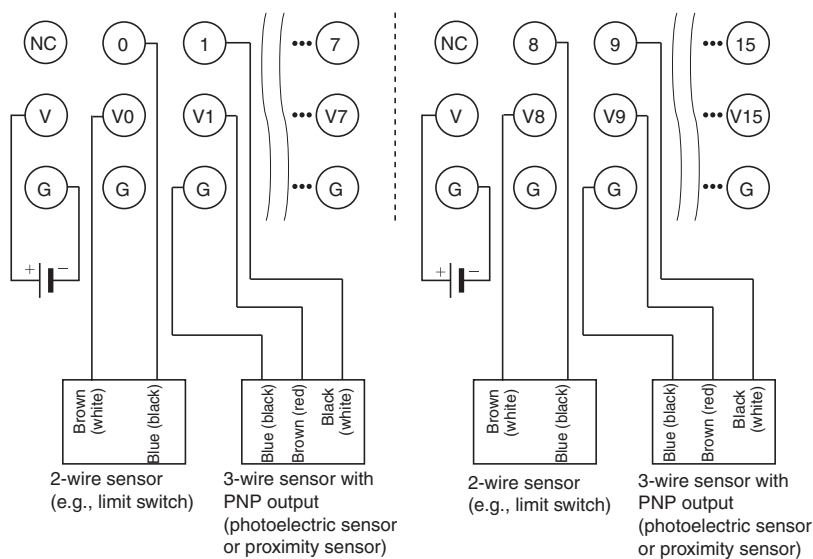 NC 0 1 ••• 7 NC 8 9 ••• 15
V V0 V1 ••• V7 V V8 V9 ••• V15
G G G ••• G G G G ••• G
+ − + −
Brown (white)
Blue (black)
Blue (black)
Brown (red)
Black (white)
Brown (white)
Blue (black)
Blue (black)
Brown (red)
Black (white)
2-wire sensor
(e.g., limit switch)
3-wire sensor with
PNP output
(photoelectric sensor
or proximity sensor)
2-wire sensor
(e.g., limit switch)
3-wire sensor with
PNP output
(photoelectric sensor
or proximity sensor)